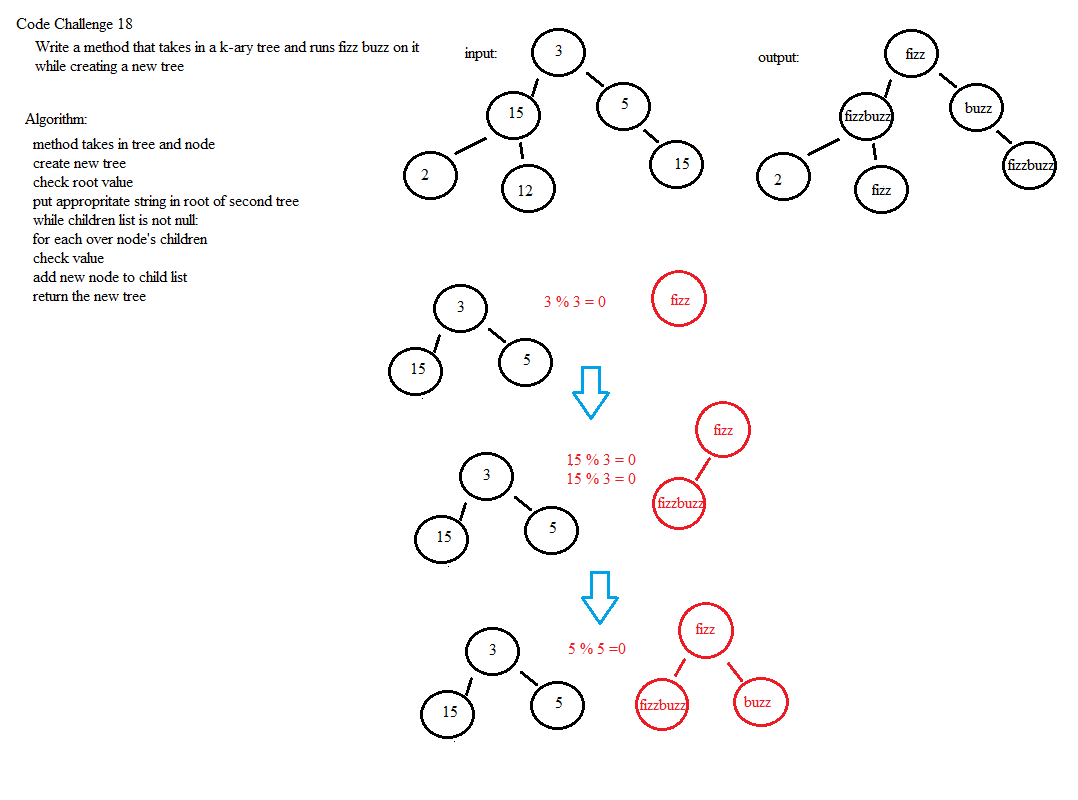 Code Challenge 18
Write a method that takes in a k-ary tree and runs fizz buzz on it
while creating a new tree
input:
3
15
5
2
12
15
output:
fizz
fizzbuzz
buzz
2
fizz
fizzbuzz
Algorithm:
method takes in tree and node
create new tree
check root value
put appropritate string in root of second tree
while children list is not null:
for each over node's children
check value
add new node to child list
return the new tree
3
15
5
3 % 3 = 0
fizz
3
15
5
15 % 3 = 0
15 % 3 = 0
fizz
fizzbuzz
3
15
5
5 % 5 =0
fizz
fizzbuzz
buzz